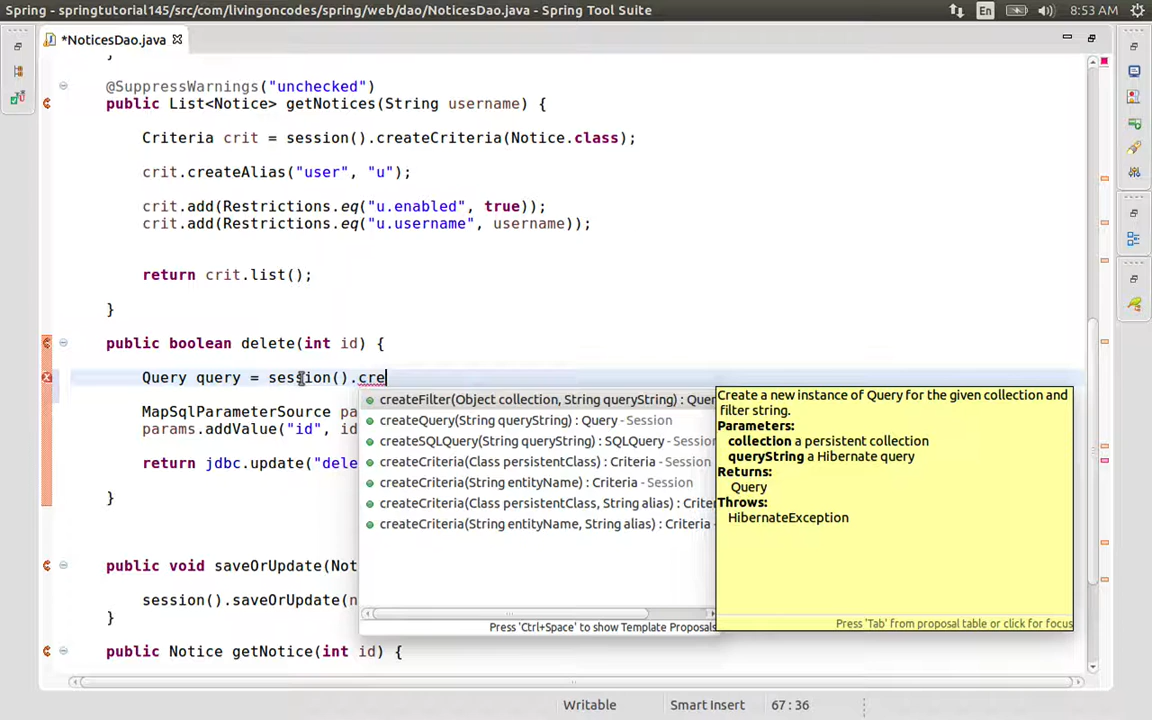 Spring - springtutorial145/src/com/livingoncodes/spring/web/dao/NoticesDao.java - Spring Tool Suite
En
8:53 AM
*NoticesDao.java
}
@SuppressWarnings("unchecked")
public List<Notice> getNotices(String username) {
Criteria crit = session().createCriteria(Notice.class);
crit.createAlias("user", "u");
crit.add(Restrictions.eq("u.enabled", true));
crit.add(Restrictions.eq("u.username", username));
return crit.list();
}
public boolean delete(int id) {
Query query = session().cre
MapSqlParameterSource pa
params.addValue("id", id
return jdbc.update("dele
}
public void saveOrUpdate(Not
session().saveOrUpdate(n
}
public Notice getNotice(int id) {
createFilter(Object collection, String queryString) : Quer
createQuery(String queryString) : Query - Session
createSQLQuery(String queryString) : SQLQuery - Sessio
createCriteria(Class persistentClass) : Criteria - Session
createCriteria(String entityName) : Criteria - Session
createCriteria(Class persistentClass, String alias) : Criter
createCriteria(String entityName, String alias) : Criteria -
Press 'Ctrl+Space' to show Template Proposals
Create a new instance of Query for the given collection and
filter string.
Parameters:
collection a persistent collection
queryString a Hibernate query
Returns:
Query
Throws:
HibernateException
Press 'Tab' from proposal table or click for focus
Writable
Smart Insert
67 : 36